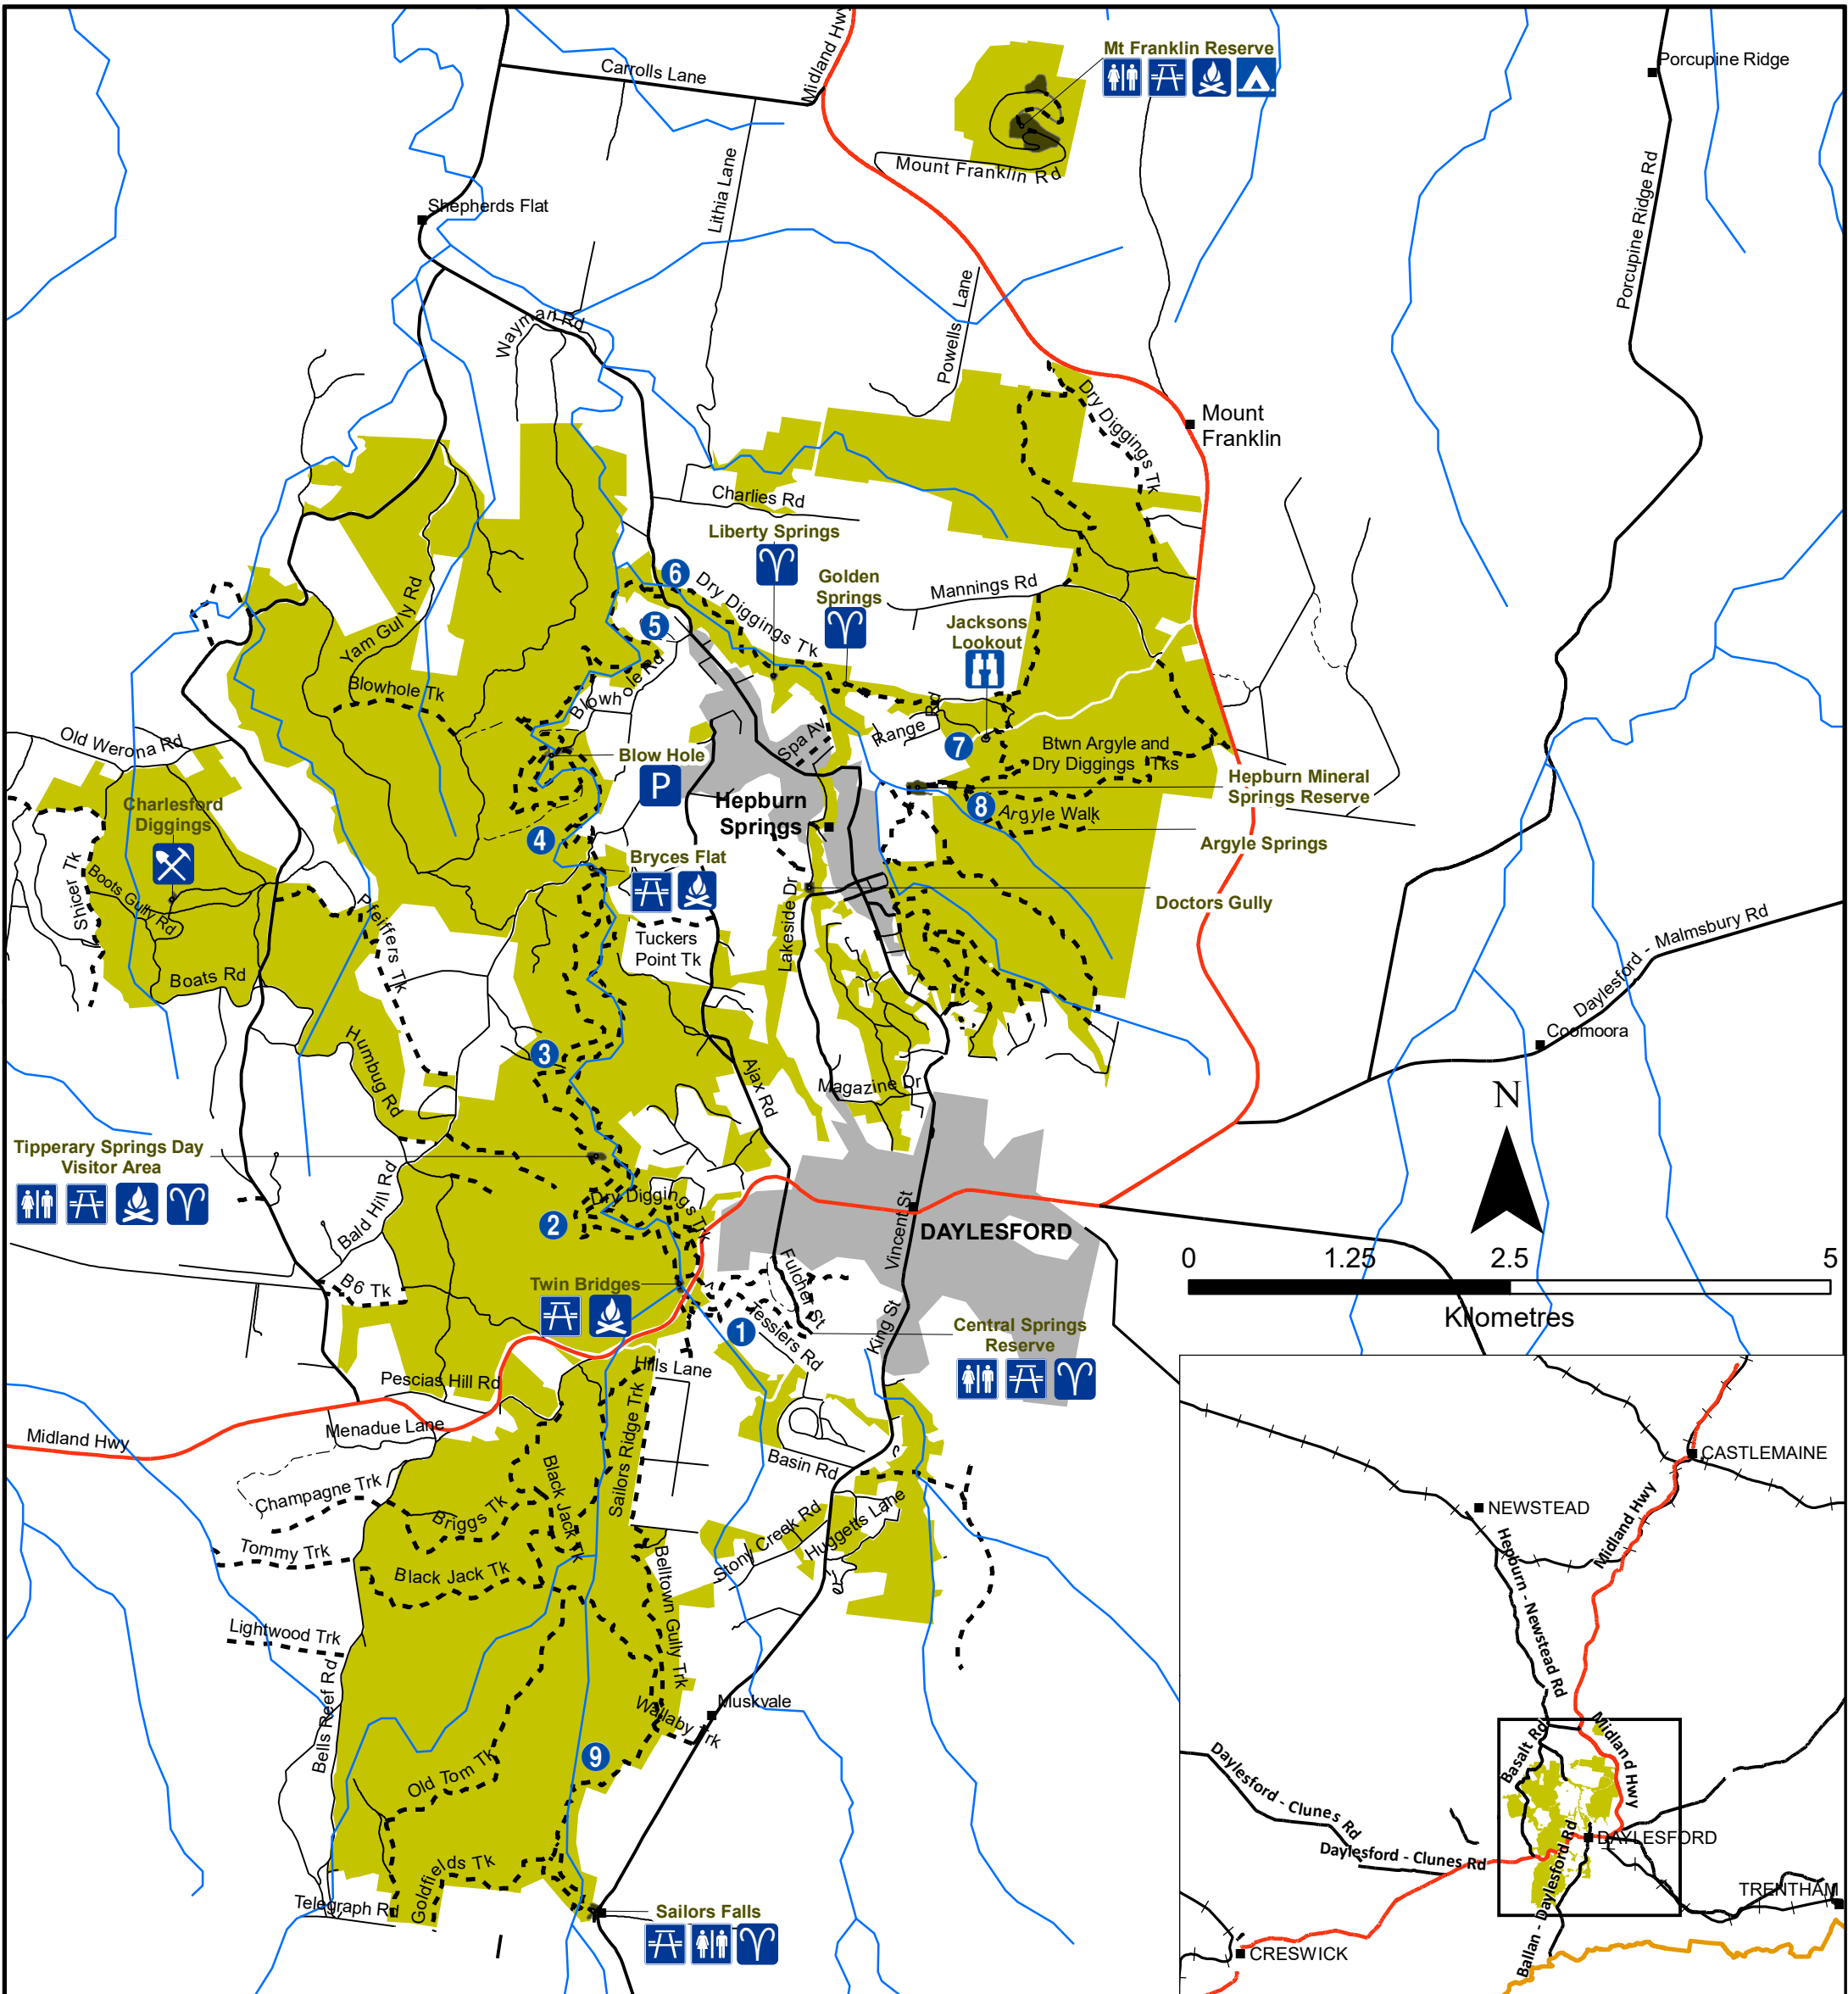 Carrolls Lane
Midland Hwy
Mt Franklin Reserve
Porcupine Ridge
Mount Franklin Rd
Lithia Lane
Porcupine Ridge Rd
Shepherds Flat
Powells Lane
Wayman Rd
Dry Diggings Tk
Mount
Franklin
Charlies Rd
Liberty Springs
6
Dry Diggings Tk
Golden
Springs
Mannings Rd
Yam Gully Rd
5
Jacksons
Lookout
Blowhole Tk
Blowhole Rd
Old Werona Rd
Spa Av
Range Rd
7
Btwn Argyle and
Dry Diggings Tks
Blow Hole
P
Hepburn Mineral
Springs Reserve
Charlesford
Diggings
Hepburn
Springs
8
Argyle Walk
4
Argyle Springs
Shicer Tk
Boots Gully Rd
Bryces Flat
Pfeiffers Tk
Doctors Gully
Tuckers
Point Tk
Lakeside Dr
Boats Rd
Daylesford - Malmsbury Rd
Coomoora
Humbug Rd
3
Ajax Rd
Magazine Dr
N
Tipperary Springs Day
Visitor Area
Bald Hill Rd
Dry Diggings Trk
2
Vincent St
DAYLESFORD
0 1.25 2.5 5
Kilometres
B6 Tk
Twin Bridges
Fulcher St
1
Tessiers Rd
King St
Central Springs
Reserve
Hills Lane
Pescias Hill Rd
Menadue Lane
Midland Hwy
Sailors Ridge Trk
Basin Rd
Champagne Trk
Briggs Tk
Black Jack Tk
Tommy Trk
Black Jack Tk
Stony Creek Rd
Huggetts Lane
Belltown Gully Trk
Lightwood Trk
Bells Reef Rd
Muskvale
Wallaby Trk
9
Old Tom Tk
Goldfields Tk
Telegraph Rd
Sailors Falls
CASTLEMAINE
NEWSTEAD
Midland Hwy
Hepburn - Newstead Rd
Basalt Rd
Midland Hwy
Daylesford - Clunes Rd
Daylesford - Clunes Rd
DAYLESFORD
Ballan - Daylesford Rd
TRENTHAM
CRESWICK